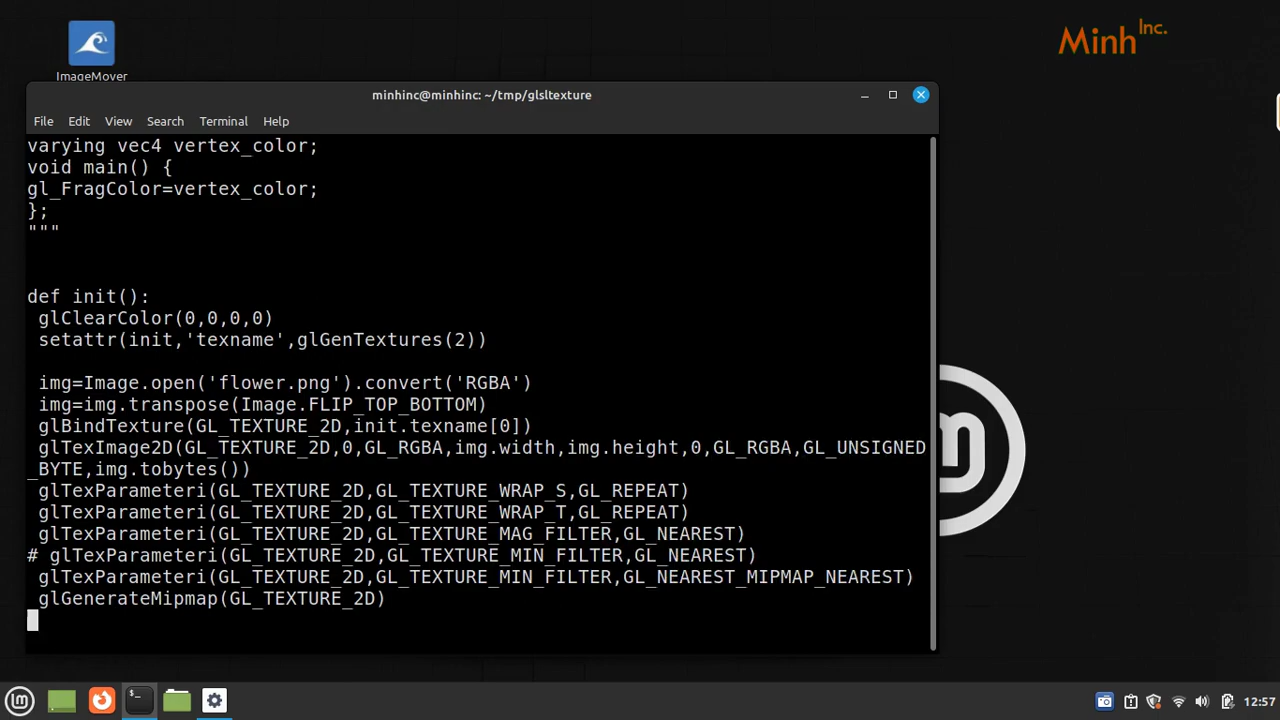 ImageMover
Minh Inc.
minhinc@minhinc: ~/tmp/glsltexture
File Edit View Search Terminal Help
varying vec4 vertex_color;
void main() {
gl_FragColor=vertex_color;
};
"""
def init():
glClearColor(0,0,0,0)
setattr(init,'texname',glGenTextures(2))
img=Image.open('flower.png').convert('RGBA')
img=img.transpose(Image.FLIP_TOP_BOTTOM)
glBindTexture(GL_TEXTURE_2D,init.texname[0])
glTexImage2D(GL_TEXTURE_2D,0,GL_RGBA,img.width,img.height,0,GL_RGBA,GL_UNSIGNED
_BYTE,img.tobytes())
glTexParameteri(GL_TEXTURE_2D,GL_TEXTURE_WRAP_S,GL_REPEAT)
glTexParameteri(GL_TEXTURE_2D,GL_TEXTURE_WRAP_T,GL_REPEAT)
glTexParameteri(GL_TEXTURE_2D,GL_TEXTURE_MAG_FILTER,GL_NEAREST)
# glTexParameteri(GL_TEXTURE_2D,GL_TEXTURE_MIN_FILTER,GL_NEAREST)
glTexParameteri(GL_TEXTURE_2D,GL_TEXTURE_MIN_FILTER,GL_NEAREST_MIPMAP_NEAREST)
glGenerateMipmap(GL_TEXTURE_2D)
12:57